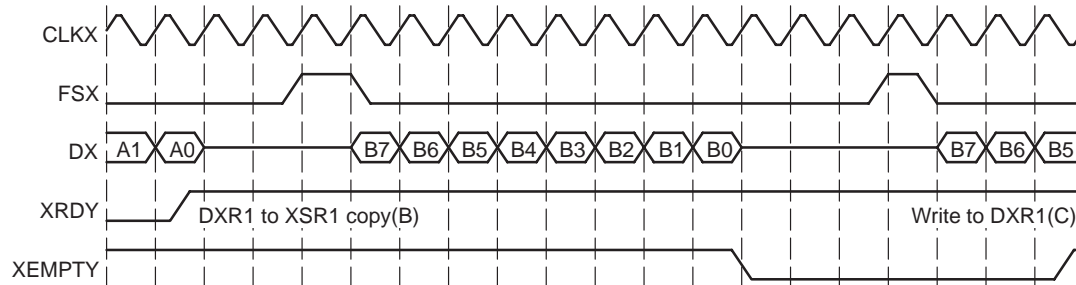 CLKX
FSX
DX A1 A0 B7 B6 B5 B4 B3 B2 B1 B0 B7 B6 B5
XRDY DXR1 to XSR1 copy(B) Write to DXR1(C)
XEMPTY